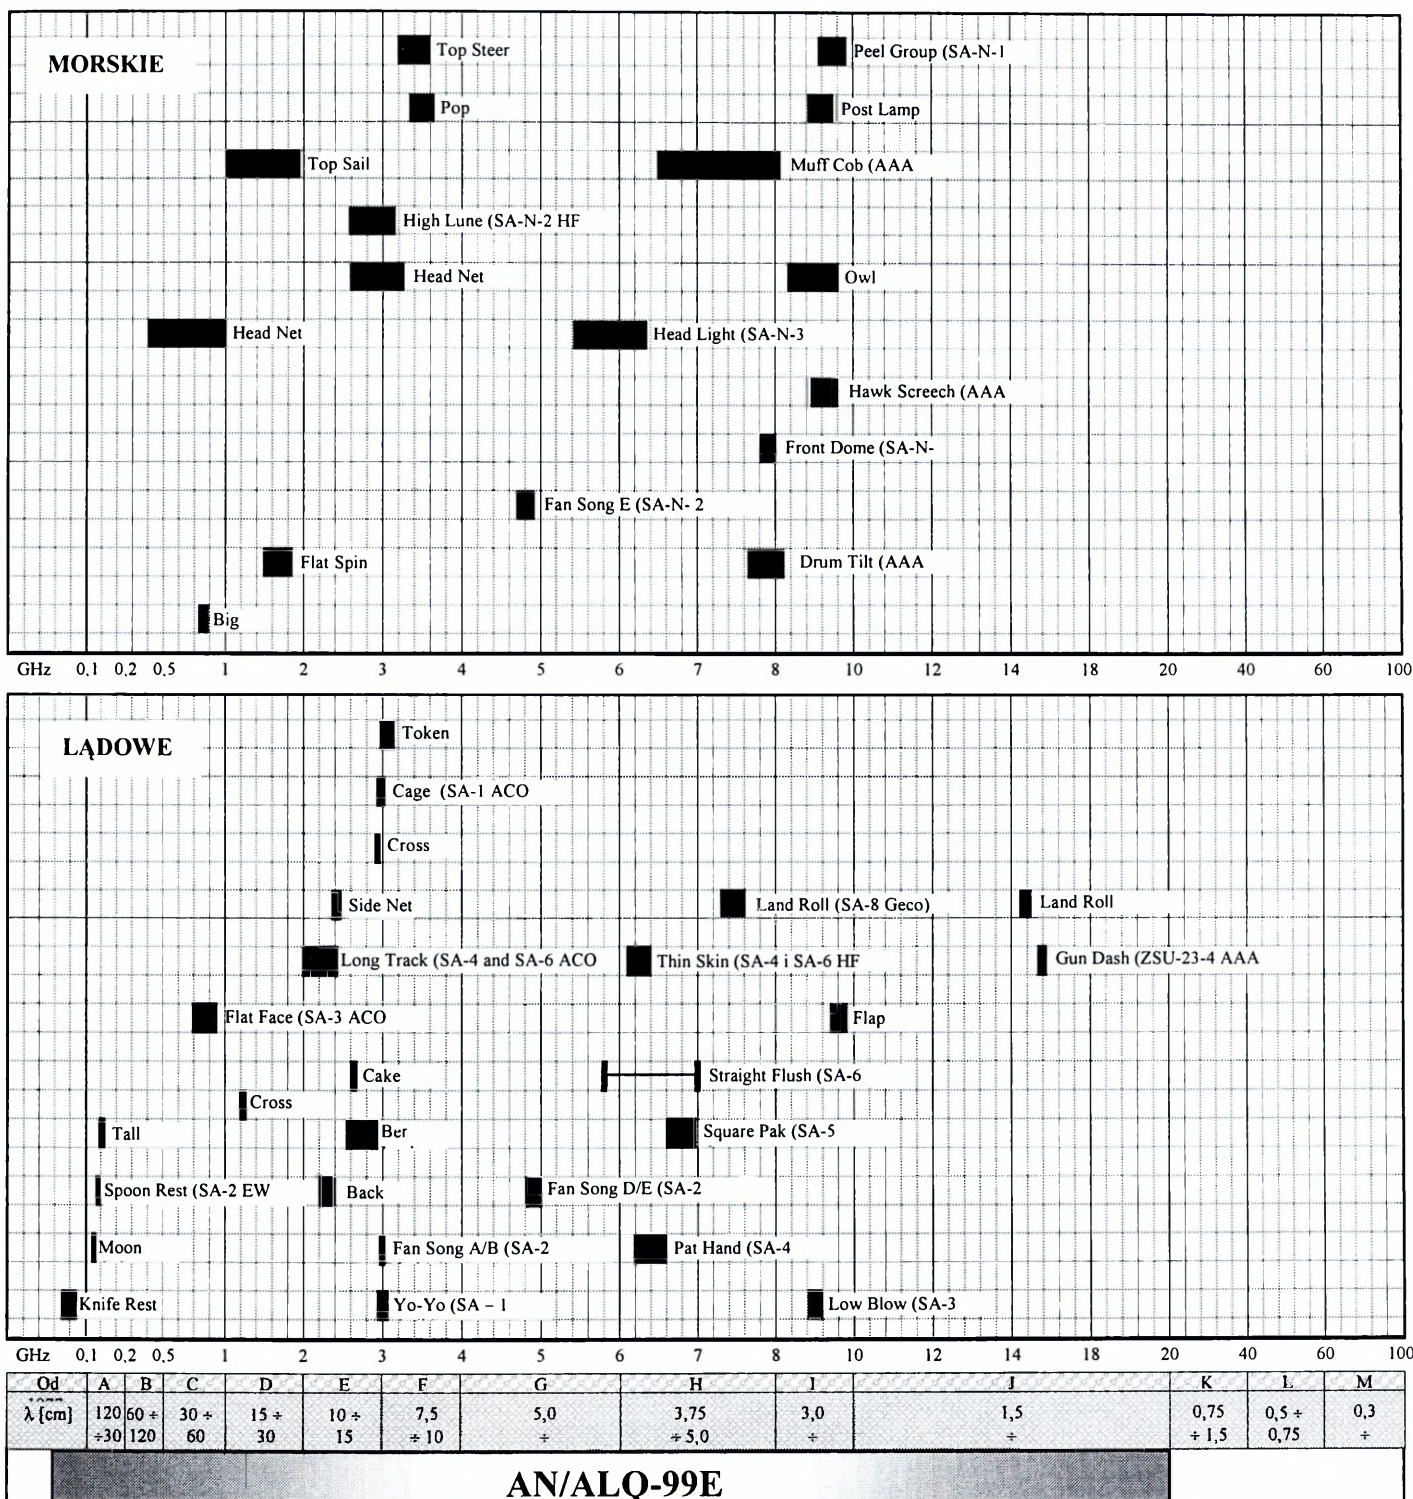 MORSKIE
Top Steer
Peel Group (SA-N-1
Pop
Post Lamp
Top Sail
Muff Cob (AAA
High Lune (SA-N-2 HF
Head Net
Owl
Head Net
Head Light (SA-N-3
Hawk Screech (AAA
Front Dome (SA-N-
Fan Song E (SA-N- 2
Flat Spin
Drum Tilt (AAA
Big
GHz 0,1 0,2 0,5 1 2 3 4 5 6 7 8 10 12 14 18 20 40 60 100
LĄDOWE
Token
Cage (SA-1 ACO
Cross
Side Net
Land Roll (SA-8 Geco)
Land Roll
Long Track (SA-4 and SA-6 ACO
Thin Skin (SA-4 i SA-6 HF
Gun Dash (ZSU-23-4 AAA
Flat Face (SA-3 ACO
Flap
Cake
Straight Flush (SA-6
Cross
Tall
Ber
Square Pak (SA-5
Spoon Rest (SA-2 EW
Back
Fan Song D/E (SA-2
Moon
Fan Song A/B (SA-2
Pat Hand (SA-4
Knife Rest
Yo-Yo (SA – 1
Low Blow (SA-3
GHz 0,1 0,2 0,5 1 2 3 4 5 6 7 8 10 12 14 18 20 40 60 100
Od A B C D E F G H I J K L M
λ [cm] 120 60 ÷ 30 ÷ 15 ÷ 10 ÷ 7,5 5,0 3,75 3,0 1,5 0,75 0,5 ÷ 0,3
÷30 120 60 30 15 ÷ 10 ÷ ÷ 5,0 ÷ ÷ ÷ 1,5 0,75 ÷
AN/ALQ-99E